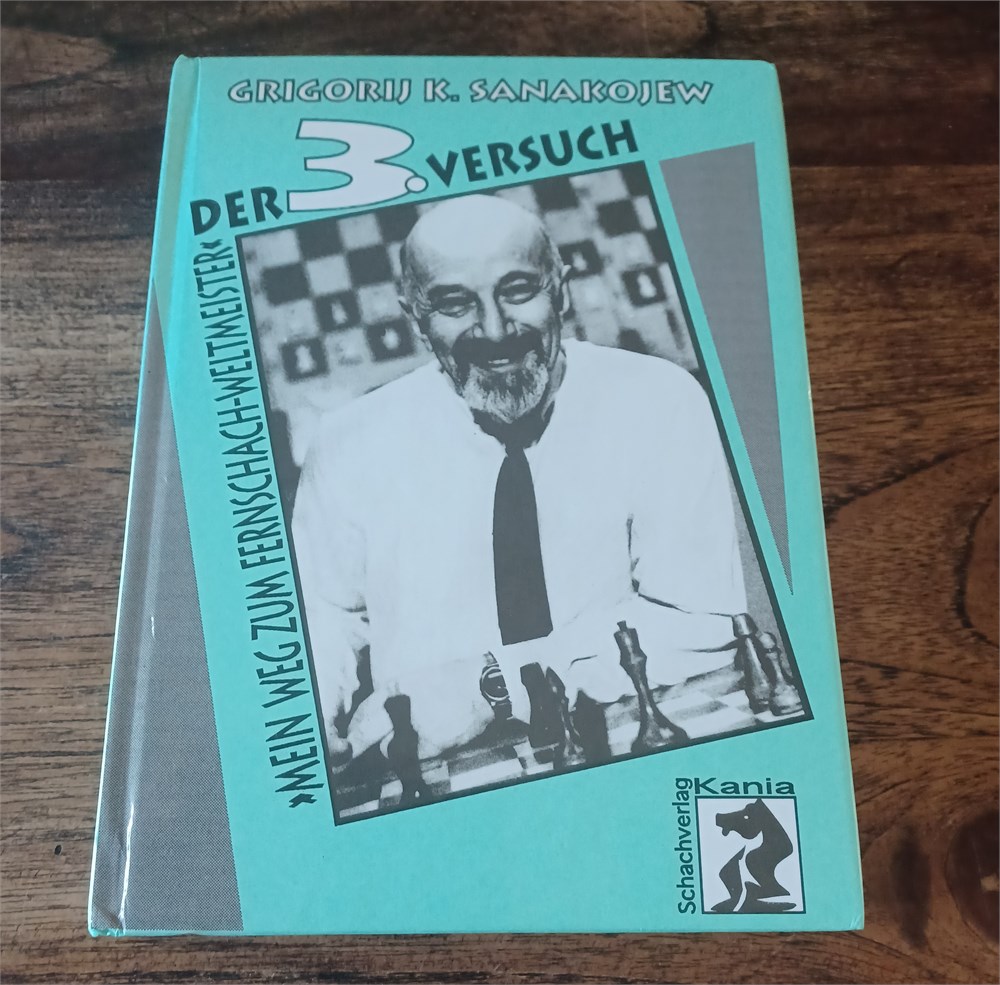 GRIGORIJ K. SANAKOJEW
DER 3. VERSUCH
»MEIN WEG ZUM FERNSCHACH-WELTMEISTER«
Schachverlag
Kania